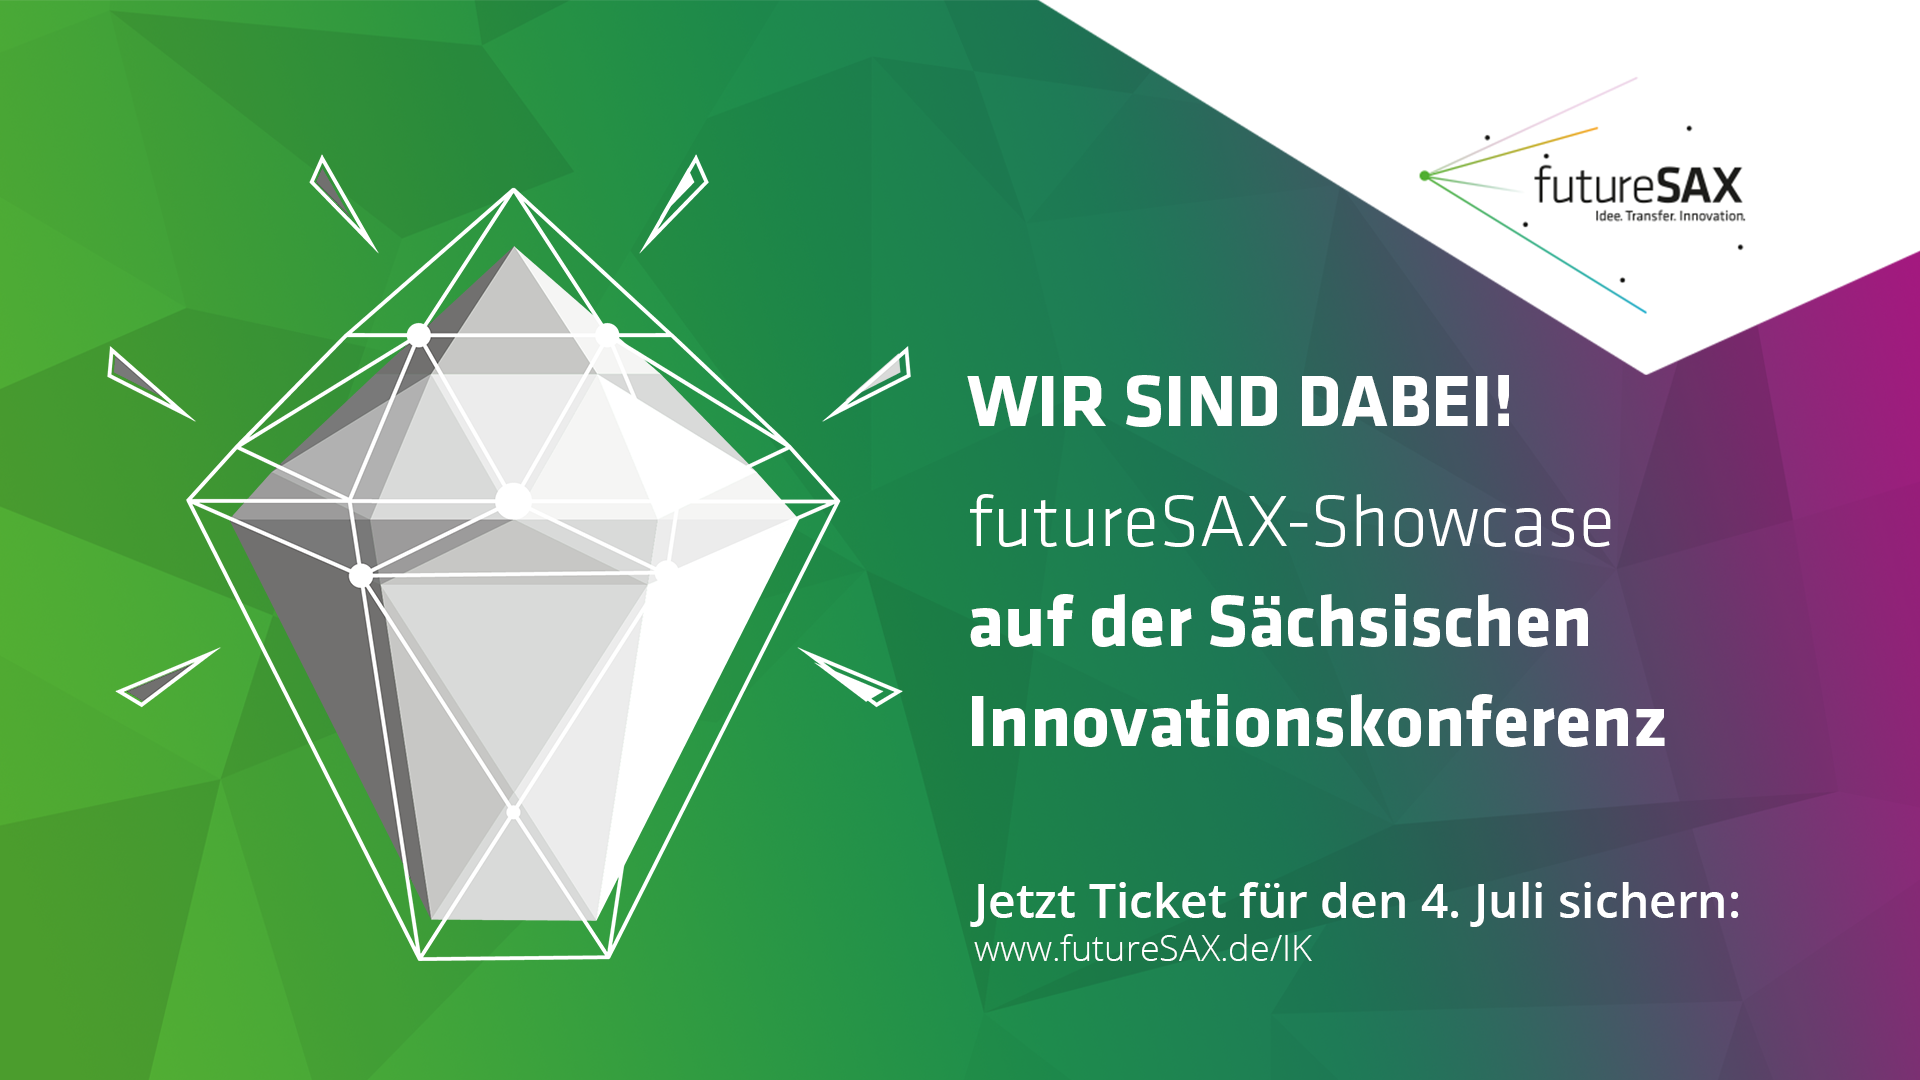 futureSAX
Idee. Transfer. Innovation.
WIR SIND DABEI!
futureSAX-Showcase
auf der Sächsischen
Innovationskonferenz
Jetzt Ticket für den 4. Juli sichern:
www.futureSAX.de/IK